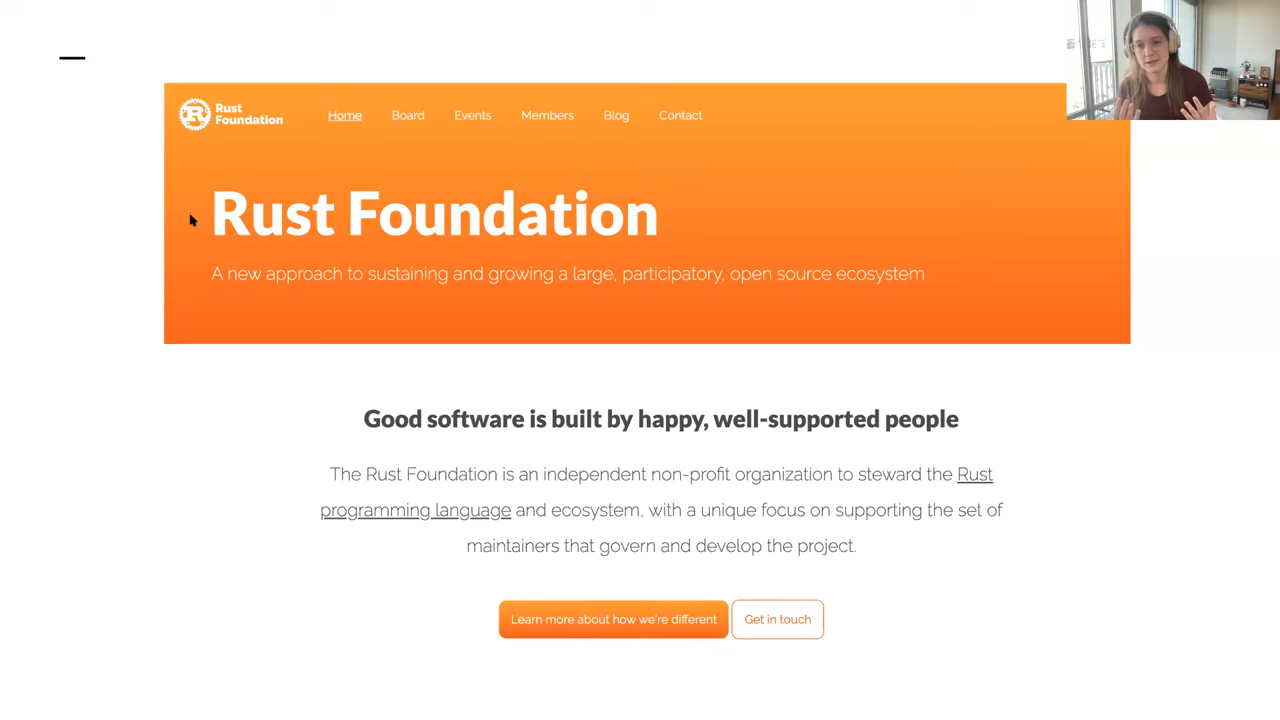 Rust
Foundation
Home Board Events Members Blog Contact
Rust Foundation
A new approach to sustaining and growing a large, participatory, open source ecosystem
Good software is built by happy, well-supported people
The Rust Foundation is an independent non-profit organization to steward the Rust
programming language and ecosystem, with a unique focus on supporting the set of
maintainers that govern and develop the project.
Learn more about how we're different Get in touch